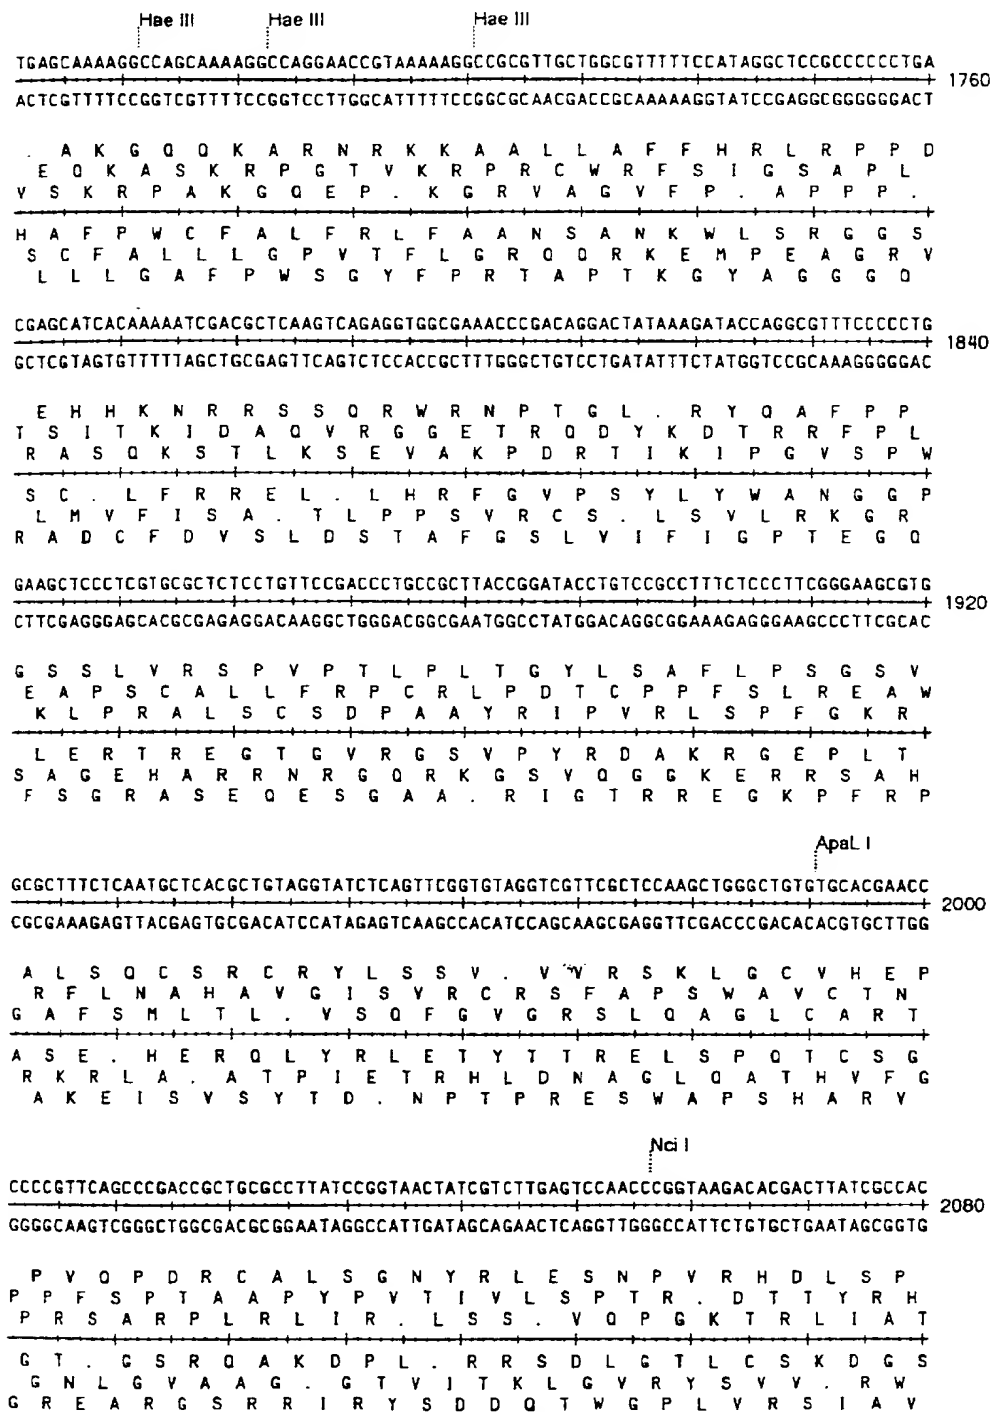 Hae III Hae III Hae III
TGAGCAAAAGGCCAGCAAAAGGCCAGGAACCGTAAAAAGGCCGCGTTGCTGGCGTTTTTCCATAGGCTCCGCCCCCCTGA
1760
ACTCGTTTTCCGGTCGTTTTCCGGTCCTTGGCATTTTTCCGGCGCAACGACCGCAAAAAGGTATCCGAGGCGGGGGGACT
. A K G Q Q K A R N R K K A A L L A F F H R L R P P D
E Q K A S K R P G T V K R P R C W R F S I G S A P L
V S K R P A K G Q E P . K G R V A G V F P . A P P P .
H A F P W C F A L F R L F A A N S A N K W L S R G G S
S C F A L L L G P V T F L G R Q Q R K E M P E A G R V
L L L G A F P W S G Y F P R T A P T K G Y A G G G Q
CGAGCATCACAAAAATCGACGCTCAAGTCAGAGGTGGCGAAACCCGACAGGACTATAAAGATACCAGGCGTTTCCCCCTG
1840
GCTCGTAGTGTTTTTAGCTGCGAGTTCAGTCTCCACCGCTTTGGGCTGTCCTGATATTTCTATGGTCCGCAAAGGGGGAC
E H H K N R R S S Q R W R N P T G L . R Y Q A F P P
T S I T K I D A Q V R G G E T R Q D Y K D T R R F P L
R A S Q K S T L K S E V A K P D R T I K I P G V S P W
S C . L F R R E L . L H R F G V P S Y L Y W A N G G P
L M V F I S A . T L P P S V R C S . L S V L R K G R
R A D C F D V S L D S T A F G S L V I F I G P T E G Q
GAAGCTCCCTCGTGCGCTCTCCTGTTCCGACCCTGCCGCTTACCGGATACCTGTCCGCCTTTCTCCCTTCGGGAAGCGTG
1920
CTTCGAGGGAGCACGCGAGAGGACAAGGCTGGGACGGCGAATGGCCTATGGACAGGCGGAAAGAGGGAAGCCCTTCGCAC
G S S L V R S P V P T L P L T G Y L S A F L P S G S V
E A P S C A L L F R P C R L P D T C P P F S L R E A W
K L P R A L S C S D P A A Y R I P V R L S P F G K R
L E R T R E G T G V R G S V P Y R D A K R G E P L T
S A G E H A R R N R G Q R K G S V Q G G K E R R S A H
F S G R A S E Q E S G A A . R I G T R R E G K P F R P
ApaL I
GCGCTTTCTCAATGCTCACGCTGTAGGTATCTCAGTTCGGTGTAGGTCGTTCGCTCCAAGCTGGGCTGTGTGCACGAACC
2000
CGCGAAAGAGTTACGAGTGCGACATCCATAGAGTCAAGCCACATCCAGCAAGCGAGGTTCGACCCGACACACGTGCTTGG
A L S Q C S R C R Y L S S V . V V R S K L G C V H E P
R F L N A H A V G I S V R C R S F A P S W A V C T N
G A F S M L T L . V S Q F G V G R S L Q A G L C A R T
A S E . H E R Q L Y R L E T Y T T R E L S P Q T C S G
R K R L A . A T P I E T R H L D N A G L Q A T H V F G
A K E I S V S Y T D . N P T P R E S W A P S H A R V
Nci I
CCCCGTTCAGCCCGACCGCTGCGCCTTATCCGGTAACTATCGTCTTGAGTCCAACCCGGTAAGACACGACTTATCGCCAC
2080
GGGGCAAGTCGGGCTGGCGACGCGGAATAGGCCATTGATAGCAGAACTCAGGTTGGGCCATTCTGTGCTGAATAGCGGTG
P V Q P D R C A L S G N Y R L E S N P V R H D L S P
P P F S P T A A P Y P V T I V L S P T R . D T T Y R H
P R S A R P L R L I R . L S S . V Q P G K T R L I A T
G T . G S R Q A K D P L . R R S D L G T L C S K D G S
G N L G V A A G . G T V I T K L G V R Y S V V . R W
G R E A R G S R R I R Y S D D Q T W G P L V R S I A V